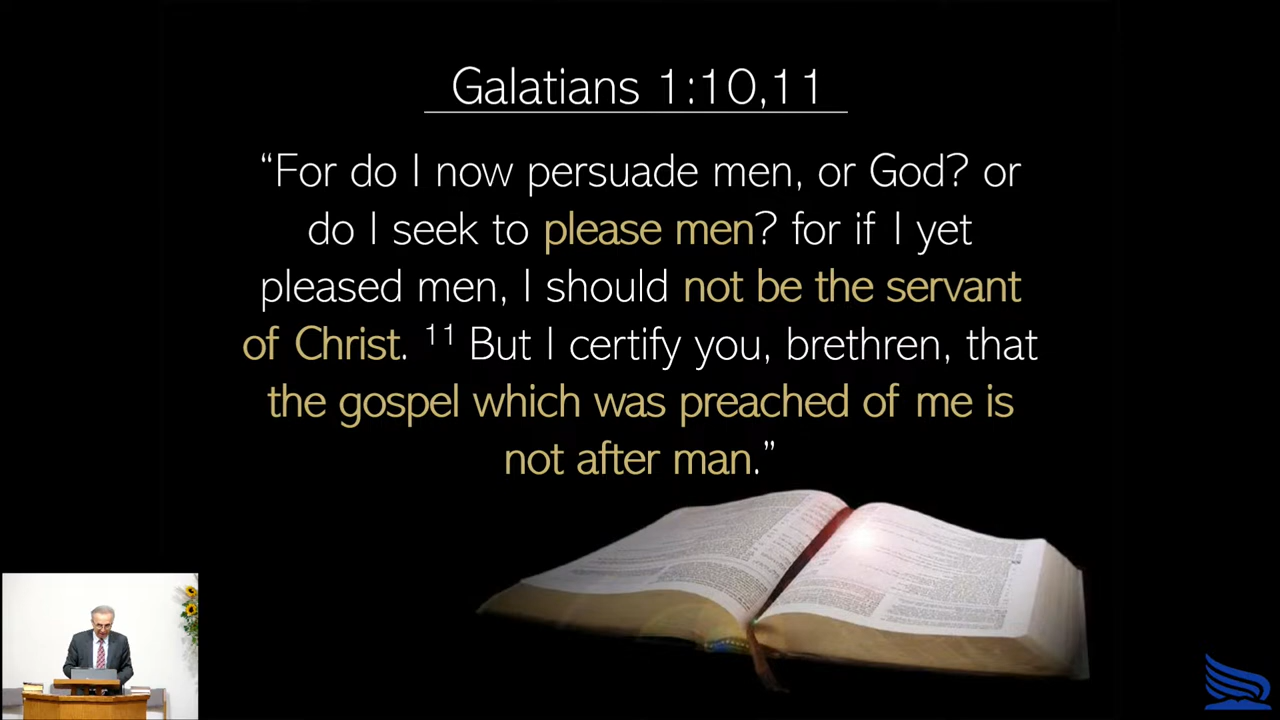 Galatians 1:10,11
“For do I now persuade men, or God? or
do I seek to please men? for if I yet
pleased men, I should not be the servant
of Christ. ¹¹ But I certify you, brethren, that
the gospel which was preached of me is
not after man.”